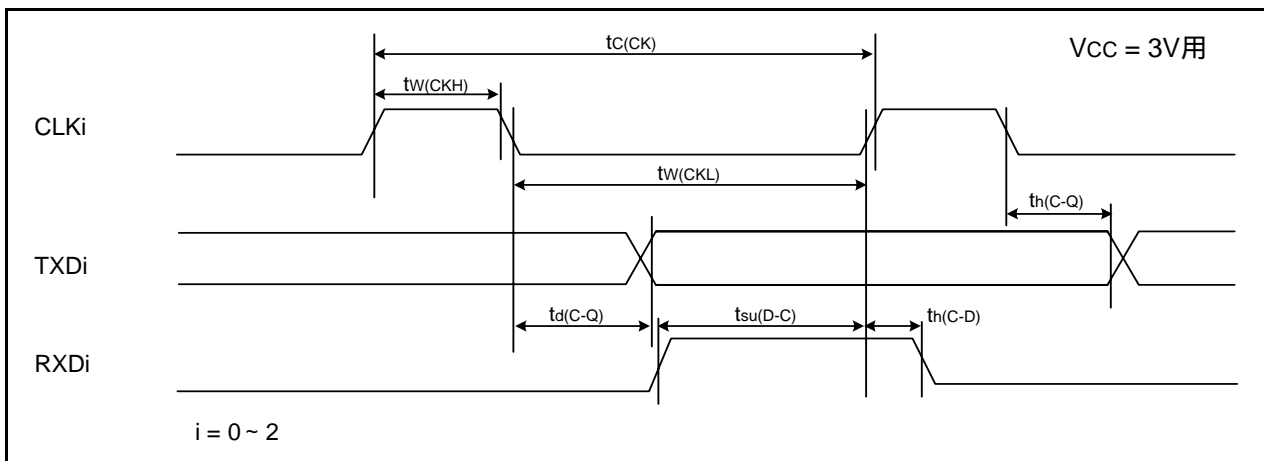 tC(CK)
VCC = 3V用
tW(CKH)
CLKi
tW(CKL)
th(C-Q)
TXDi
td(C-Q)
tsu(D-C)
th(C-D)
RXDi
i = 0 ~ 2